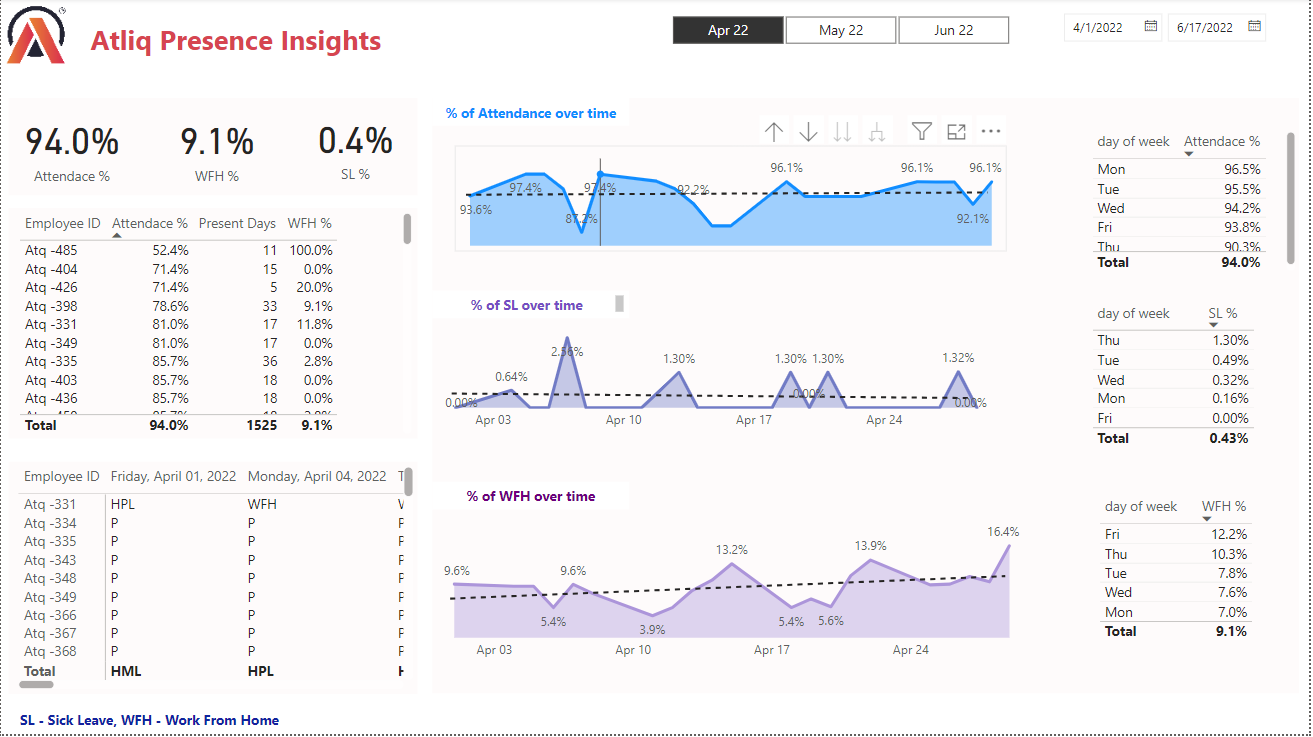 Atliq Presence Insights
Apr 22 May 22 Jun 22
4/1/2022 6/17/2022
94.0% 9.1% 0.4%
Attendace % WFH % SL %
Employee ID Attendace % Present Days WFH %
Atq -485 52.4% 11 100.0%
Atq -404 71.4% 15 0.0%
Atq -426 71.4% 5 20.0%
Atq -398 78.6% 33 9.1%
Atq -331 81.0% 17 11.8%
Atq -349 81.0% 17 0.0%
Atq -335 85.7% 36 2.8%
Atq -403 85.7% 18 0.0%
Atq -436 85.7% 18 0.0%
Total 94.0% 1525 9.1%
Employee ID Friday, April 01, 2022 Monday, April 04, 2022 T
Atq -331 HPL WFH
Atq -334 P P
Atq -335 P P
Atq -343 P P
Atq -348 P P
Atq -349 P P
Atq -366 P P
Atq -367 P P
Atq -368 P P
Total HML HPL
% of Attendance over time
93.6% 97.4% 87.2% 97.4% 92.2% 96.1% 96.1% 92.1% 96.1%
% of SL over time
0.00% 0.64% 2.56% 1.30% 1.30% 0.00% 1.30% 1.32% 0.00%
Apr 03 Apr 10 Apr 17 Apr 24
% of WFH over time
9.6% 5.4% 9.6% 3.9% 13.2% 5.4% 5.6% 13.9% 16.4%
Apr 03 Apr 10 Apr 17 Apr 24
day of week Attendace %
Mon 96.5%
Tue 95.5%
Wed 94.2%
Fri 93.8%
Thu 90.3%
Total 94.0%
day of week SL %
Thu 1.30%
Tue 0.49%
Wed 0.32%
Mon 0.16%
Fri 0.00%
Total 0.43%
day of week WFH %
Fri 12.2%
Thu 10.3%
Tue 7.8%
Wed 7.6%
Mon 7.0%
Total 9.1%
SL - Sick Leave, WFH - Work From Home